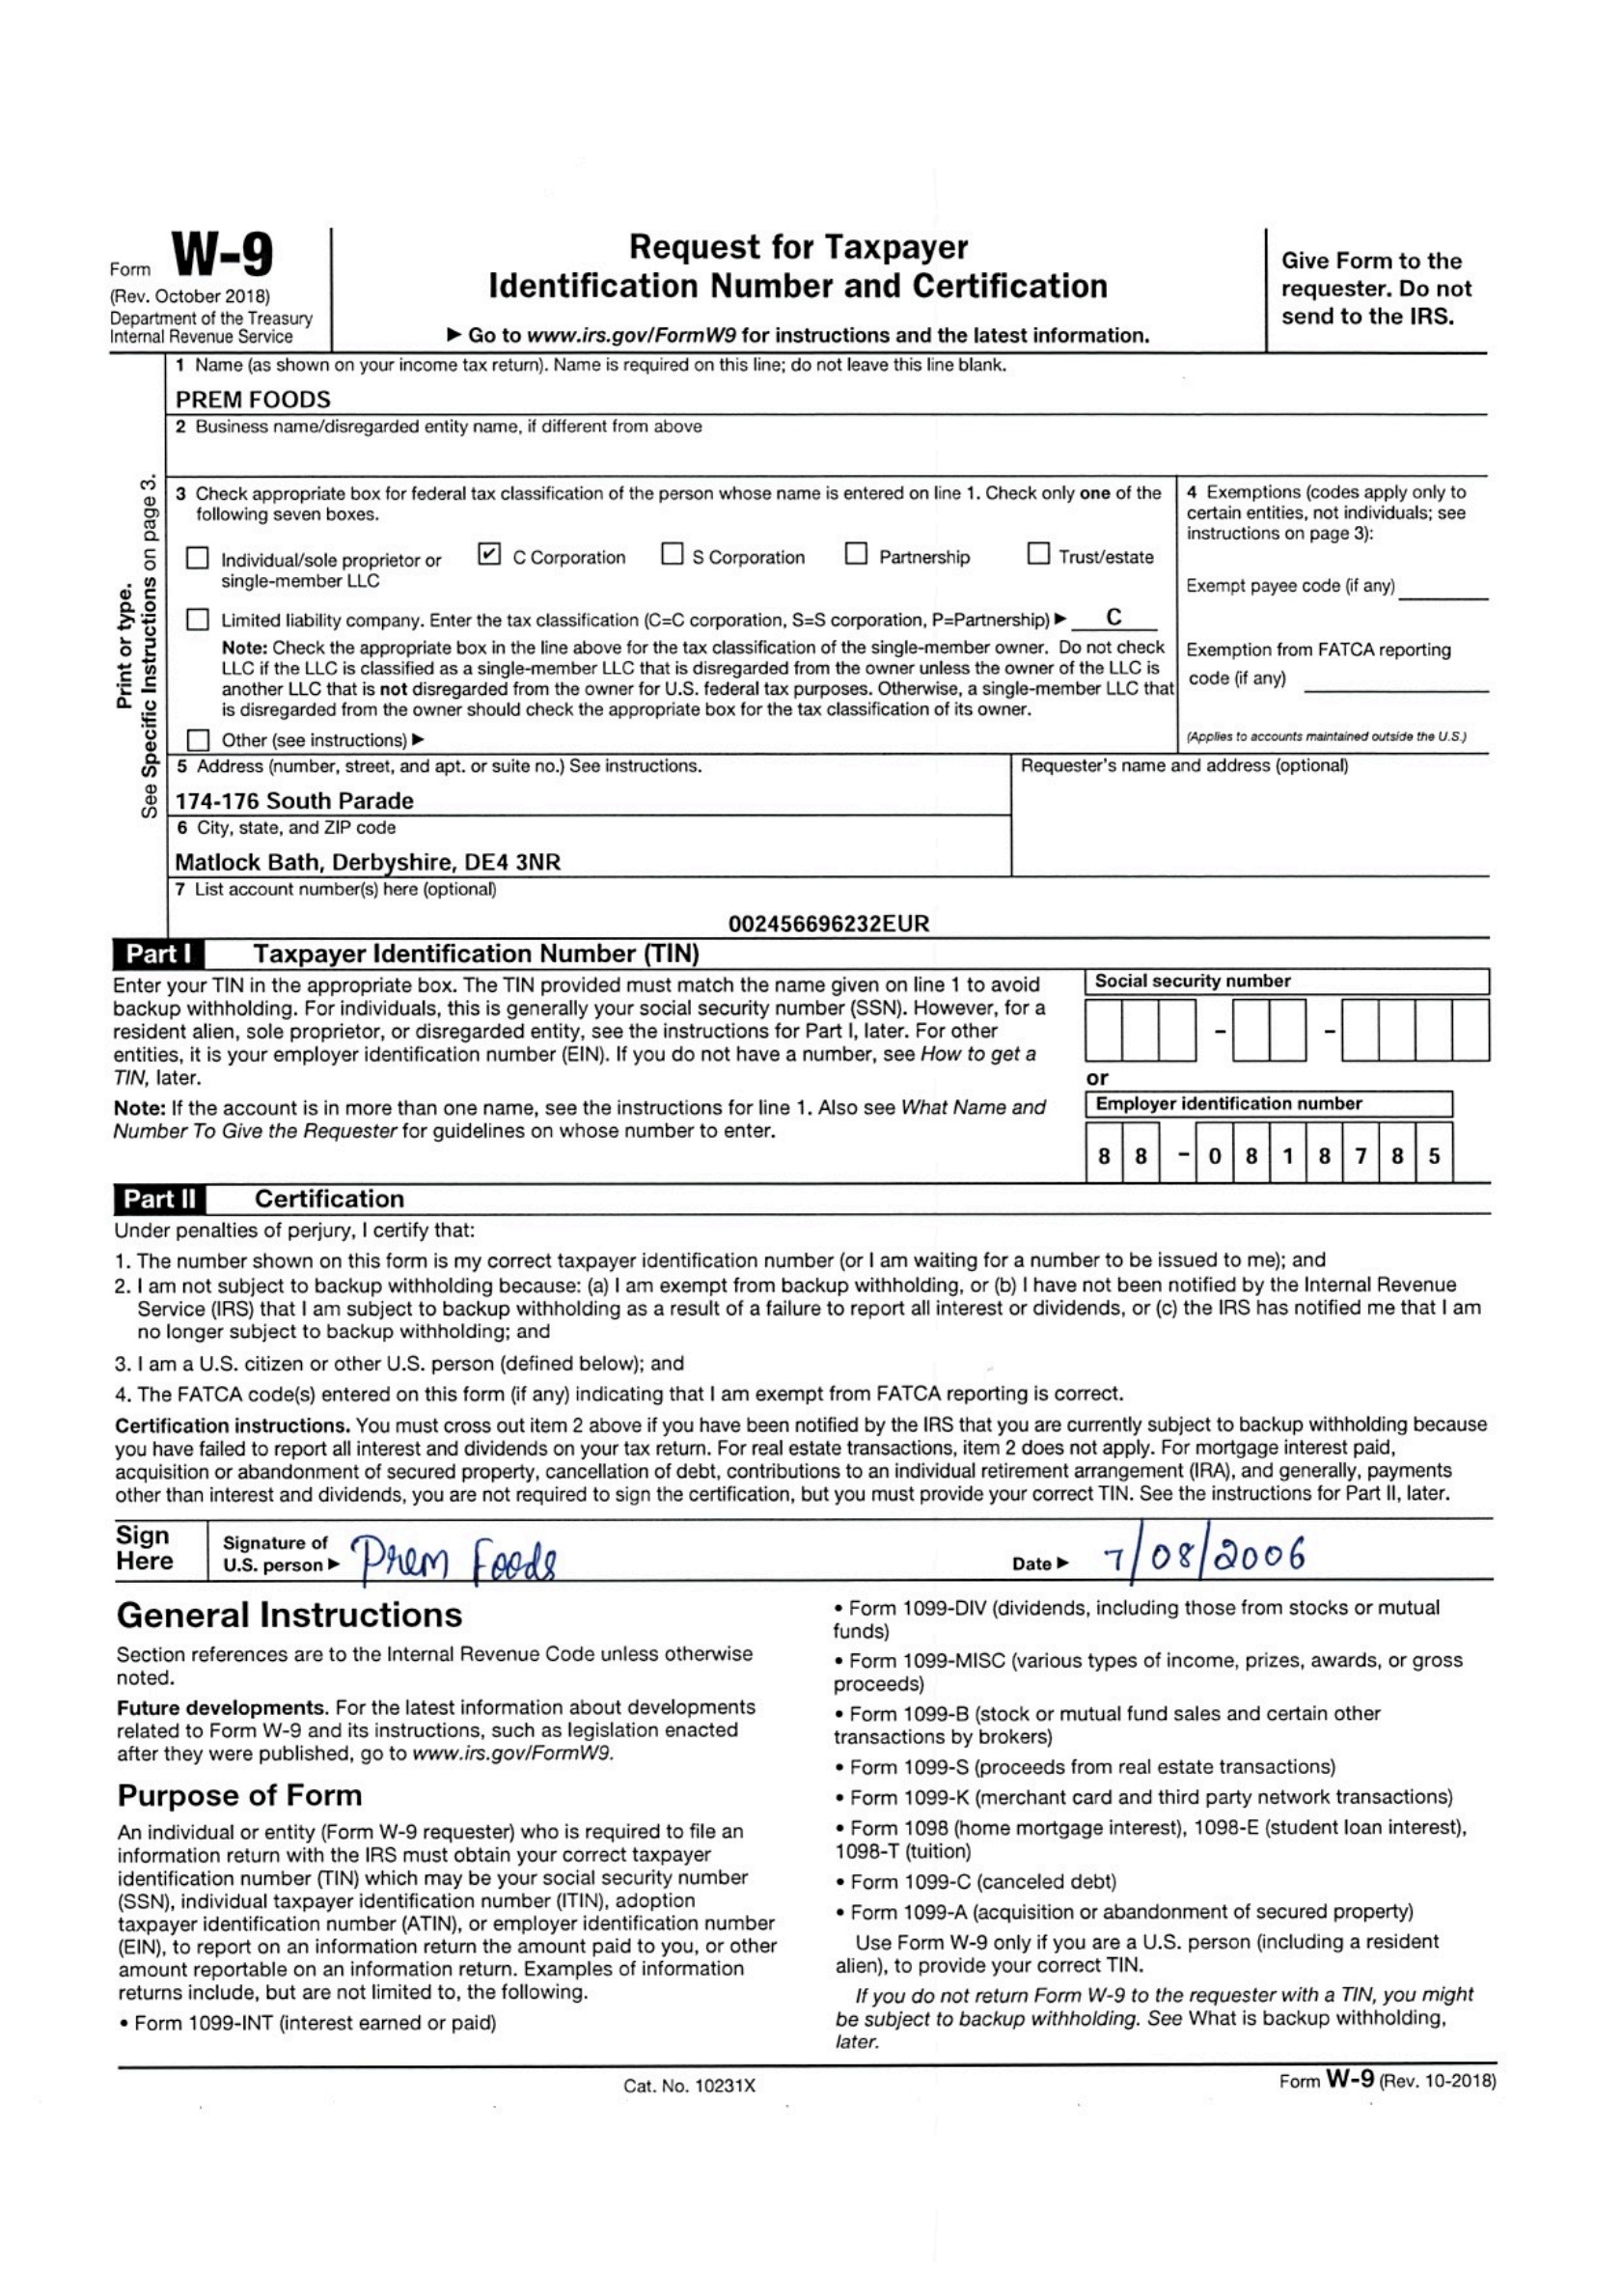 Form W-9
(Rev. October 2018)
Department of the Treasury
Internal Revenue Service
Request for Taxpayer
Identification Number and Certification
▶ Go to www.irs.gov/FormW9 for instructions and the latest information.
Give Form to the
requester. Do not
send to the IRS.
Print or type.
See Specific Instructions on page 3.
1 Name (as shown on your income tax return). Name is required on this line; do not leave this line blank.
PREM FOODS
2 Business name/disregarded entity name, if different from above
3 Check appropriate box for federal tax classification of the person whose name is entered on line 1. Check only one of the
following seven boxes.
☐ Individual/sole proprietor or
single-member LLC
☑ C Corporation ☐ S Corporation ☐ Partnership ☐ Trust/estate
☐ Limited liability company. Enter the tax classification (C=C corporation, S=S corporation, P=Partnership) ▶ C
Note: Check the appropriate box in the line above for the tax classification of the single-member owner. Do not check
LLC if the LLC is classified as a single-member LLC that is disregarded from the owner unless the owner of the LLC is
another LLC that is not disregarded from the owner for U.S. federal tax purposes. Otherwise, a single-member LLC that
is disregarded from the owner should check the appropriate box for the tax classification of its owner.
☐ Other (see instructions) ▶
4 Exemptions (codes apply only to
certain entities, not individuals; see
instructions on page 3):
Exempt payee code (if any)
Exemption from FATCA reporting
code (if any)
(Applies to accounts maintained outside the U.S.)
5 Address (number, street, and apt. or suite no.) See instructions.
174-176 South Parade
Requester's name and address (optional)
6 City, state, and ZIP code
Matlock Bath, Derbyshire, DE4 3NR
7 List account number(s) here (optional)
002456696232EUR
Part I Taxpayer Identification Number (TIN)
Enter your TIN in the appropriate box. The TIN provided must match the name given on line 1 to avoid
backup withholding. For individuals, this is generally your social security number (SSN). However, for a
resident alien, sole proprietor, or disregarded entity, see the instructions for Part I, later. For other
entities, it is your employer identification number (EIN). If you do not have a number, see How to get a
TIN, later.
Note: If the account is in more than one name, see the instructions for line 1. Also see What Name and
Number To Give the Requester for guidelines on whose number to enter.
Social security number
– –
or
Employer identification number
8 8 – 0 8 1 8 7 8 5
Part II Certification
Under penalties of perjury, I certify that:
1. The number shown on this form is my correct taxpayer identification number (or I am waiting for a number to be issued to me); and
2. I am not subject to backup withholding because: (a) I am exempt from backup withholding, or (b) I have not been notified by the Internal Revenue
Service (IRS) that I am subject to backup withholding as a result of a failure to report all interest or dividends, or (c) the IRS has notified me that I am
no longer subject to backup withholding; and
3. I am a U.S. citizen or other U.S. person (defined below); and
4. The FATCA code(s) entered on this form (if any) indicating that I am exempt from FATCA reporting is correct.
Certification instructions. You must cross out item 2 above if you have been notified by the IRS that you are currently subject to backup withholding because
you have failed to report all interest and dividends on your tax return. For real estate transactions, item 2 does not apply. For mortgage interest paid,
acquisition or abandonment of secured property, cancellation of debt, contributions to an individual retirement arrangement (IRA), and generally, payments
other than interest and dividends, you are not required to sign the certification, but you must provide your correct TIN. See the instructions for Part II, later.
Sign
Here
Signature of
U.S. person ▶ Prem Foods
Date ▶ 7/08/2006
General Instructions
Section references are to the Internal Revenue Code unless otherwise
noted.
Future developments. For the latest information about developments
related to Form W-9 and its instructions, such as legislation enacted
after they were published, go to www.irs.gov/FormW9.
Purpose of Form
An individual or entity (Form W-9 requester) who is required to file an
information return with the IRS must obtain your correct taxpayer
identification number (TIN) which may be your social security number
(SSN), individual taxpayer identification number (ITIN), adoption
taxpayer identification number (ATIN), or employer identification number
(EIN), to report on an information return the amount paid to you, or other
amount reportable on an information return. Examples of information
returns include, but are not limited to, the following.
• Form 1099-INT (interest earned or paid)
• Form 1099-DIV (dividends, including those from stocks or mutual
funds)
• Form 1099-MISC (various types of income, prizes, awards, or gross
proceeds)
• Form 1099-B (stock or mutual fund sales and certain other
transactions by brokers)
• Form 1099-S (proceeds from real estate transactions)
• Form 1099-K (merchant card and third party network transactions)
• Form 1098 (home mortgage interest), 1098-E (student loan interest),
1098-T (tuition)
• Form 1099-C (canceled debt)
• Form 1099-A (acquisition or abandonment of secured property)
Use Form W-9 only if you are a U.S. person (including a resident
alien), to provide your correct TIN.
If you do not return Form W-9 to the requester with a TIN, you might
be subject to backup withholding. See What is backup withholding,
later.
Cat. No. 10231X
Form W-9 (Rev. 10-2018)